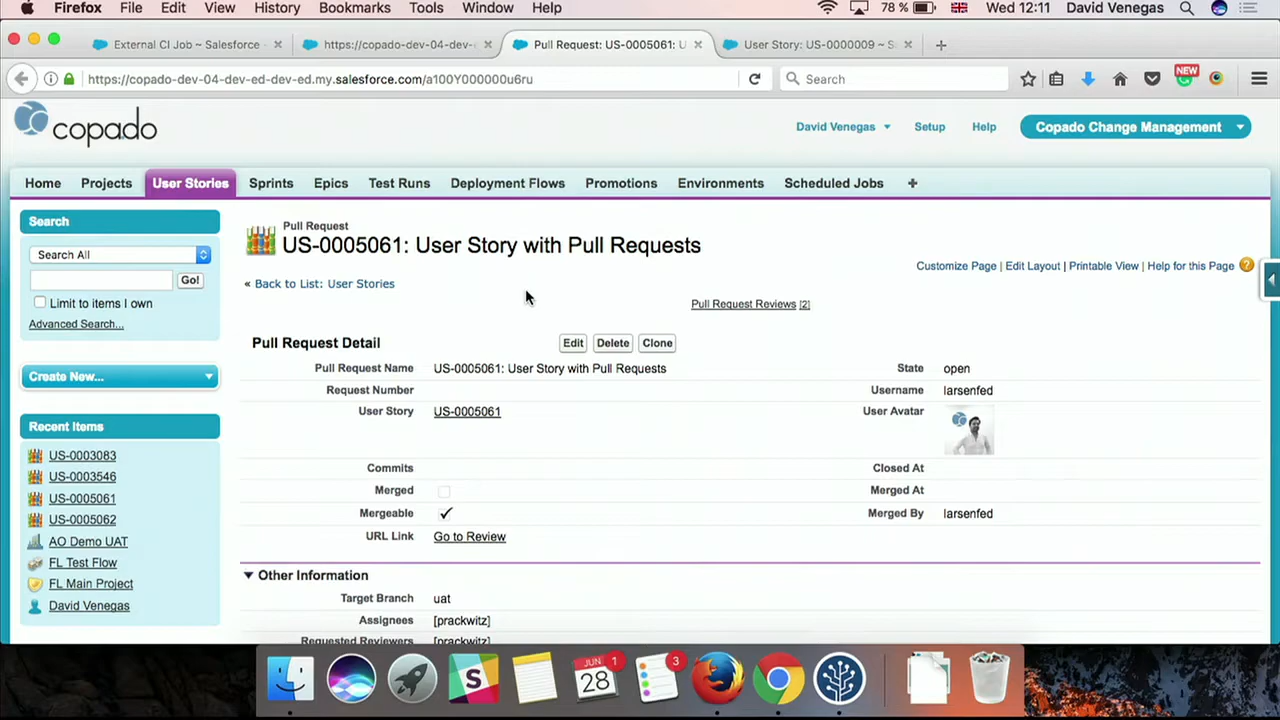 Firefox File Edit View History Bookmarks Tools Window Help 78 % Wed 12:11 David Venegas
External CI Job ~ Salesforce × https://copado-dev-04-dev- × Pull Request: US-0005061: U × User Story: US-0000009 ~ S × +
https://copado-dev-04-dev-ed-dev-ed.my.salesforce.com/a100Y000000u6ru Search NEW
copado David Venegas Setup Help Copado Change Management
Home Projects User Stories Sprints Epics Test Runs Deployment Flows Promotions Environments Scheduled Jobs +
Search
Search All
Go!
Limit to items I own
Advanced Search...
Create New...
Recent Items
US-0003083
US-0003546
US-0005061
US-0005062
AO Demo UAT
FL Test Flow
FL Main Project
David Venegas
Pull Request
US-0005061: User Story with Pull Requests
Customize Page | Edit Layout | Printable View | Help for this Page ?
« Back to List: User Stories
Pull Request Reviews [2]
Pull Request Detail Edit Delete Clone
Pull Request Name US-0005061: User Story with Pull Requests State open
Request Number Username larsenfed
User Story US-0005061 User Avatar
Commits Closed At
Merged Merged At
Mergeable ✓ Merged By larsenfed
URL Link Go to Review
Other Information
Target Branch uat
Assignees [prackwitz]
Requested Reviewers [prackwitz]
S JUN 28 1 3